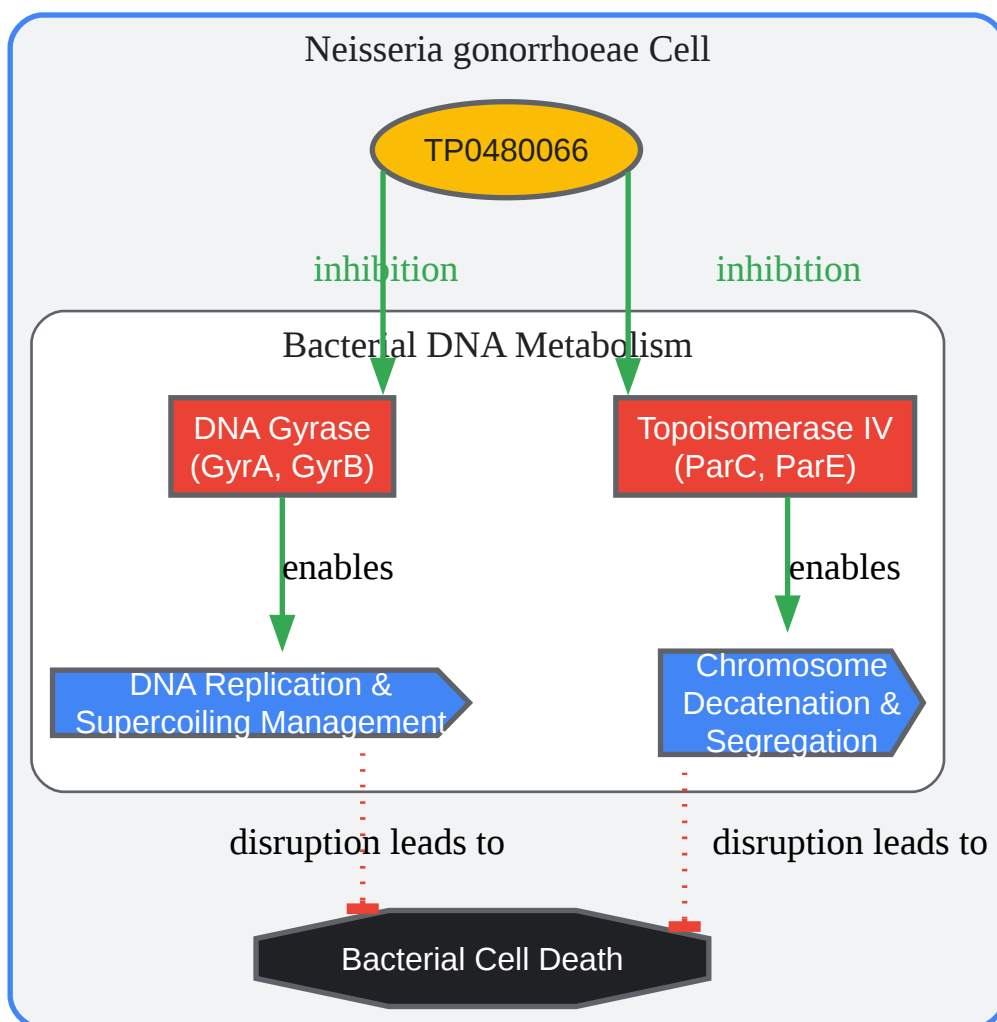 Neisseria gonorrhoeae Cell
TP0480066
inhibition
inhibition
Bacterial DNA Metabolism
DNA Gyrase
(GyrA, GyrB)
Topoisomerase IV
(ParC, ParE)
enables
enables
DNA Replication &
Supercoiling Management
Chromosome
Decatenation &
Segregation
disruption leads to
disruption leads to
Bacterial Cell Death